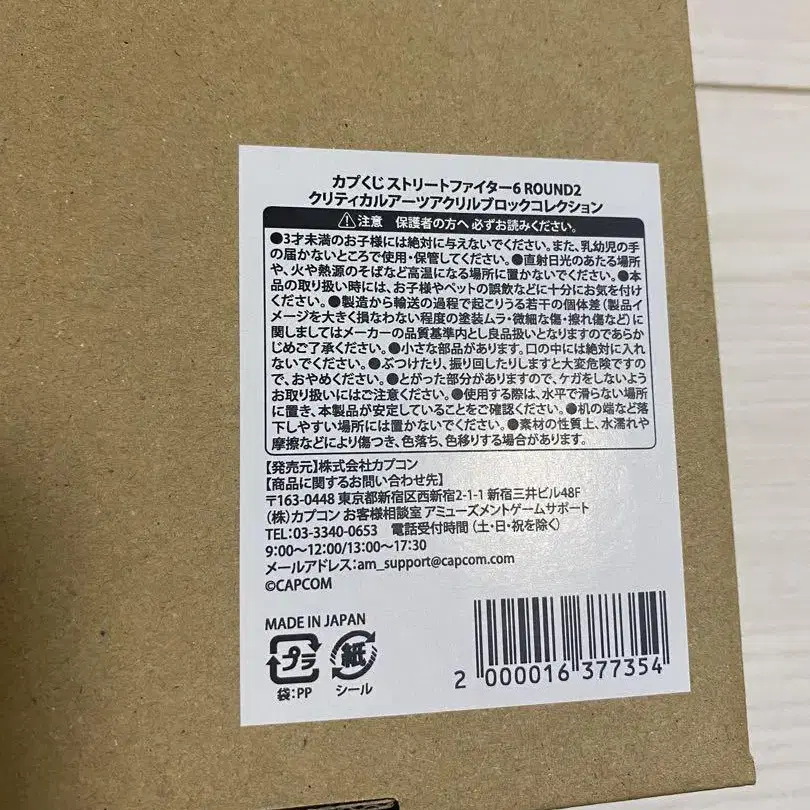 カプくじ ストリートファイター6 ROUND2
クリティカルアーツアクリルブロックコレクション
⚠注意 保護者の方へ 必ずお読みください。
●3才未満のお子様には絶対に与えないでください。また、乳幼児の手
の届かないところで使用・保管してください。●直射日光のあたる場所
や、火や熱源のそばなど高温になる場所に置かないでください。●本
品の取り扱い時には、お子様やペットの誤飲などに十分にお気を付け
ください。●製造から輸送の過程で起こりうる若干の個体差（製品イ
メージを大きく損なわない程度の塗装ムラ・微細な傷・擦れ傷など）に
関しましてはメーカーの品質基準内とし良品扱いとなりますのであらか
じめご了承ください。●小さな部品があります。口の中には絶対に入れ
ないでください。●ぶつけたり、振り回したりしますと大変危険ですの
で、おやめください。●とがった部分がありますので、ケガをしないよう
お取り扱いにはご注意ください。●使用する際は、水平で滑らない場所
に置き、本製品が安定していることをご確認ください。●机の端など落
下しやすい場所には置かないでください。●素材の性質上、水濡れや
摩擦などにより傷つき、色落ち、色移りする場合があります。
【発売元】株式会社カプコン
【商品に関するお問い合わせ先】
〒163-0448 東京都新宿区西新宿2-1-1 新宿三井ビル48F
（株）カプコン お客様相談室 アミューズメントゲームサポート
TEL：03-3340-0653 電話受付時間（土・日・祝を除く）
9:00～12:00/13:00～17:30
メールアドレス：am_support@capcom.com
©CAPCOM
MADE IN JAPAN
プラ 紙
袋：PP シール
2 000016 377354